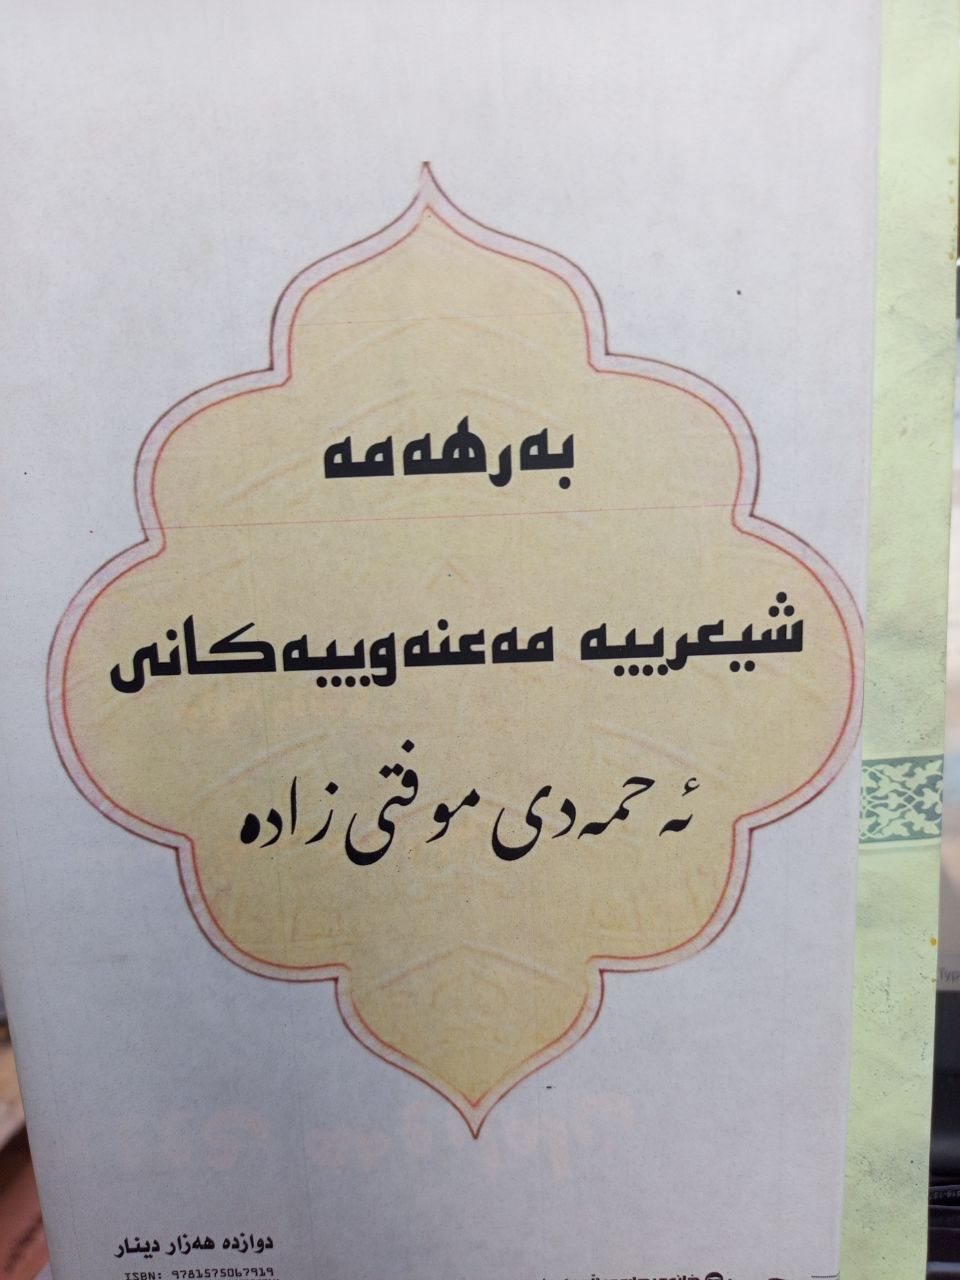 بەرهەمە
شیعرییە مەعنەوییەکانی
ئەحمەدی موفتی زادە
دوازدە هەزار دینار
ISBN: 9781575067919